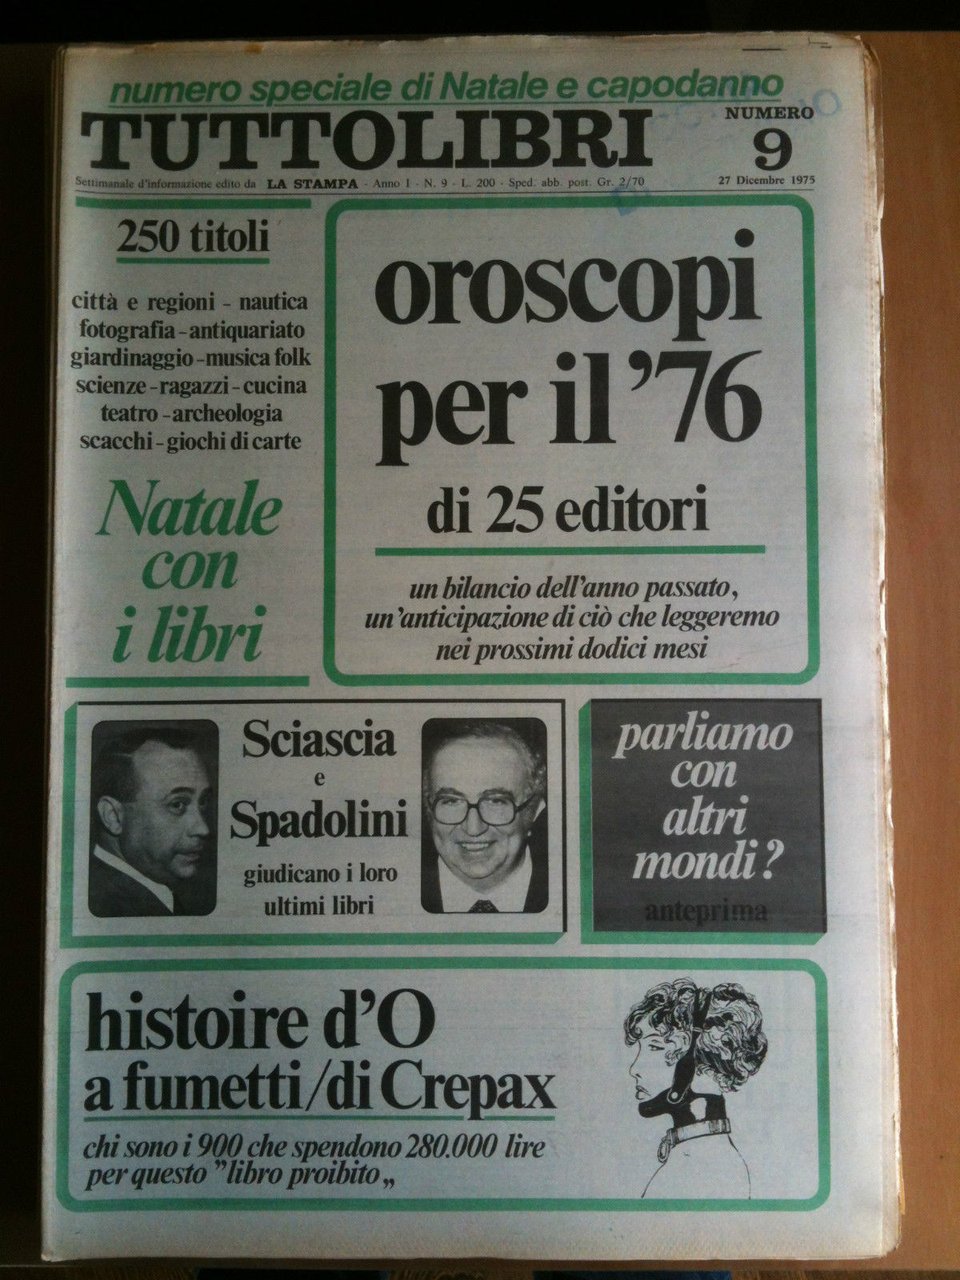 numero speciale di Natale e capodanno
TUTTOLIBRI
NUMERO
9
27 Dicembre 1975
Settimanale d'informazione edito da LA STAMPA - Anno I - N. 9 - L. 200 - Sped. abb. post. Gr. 2/70
250 titoli
città e regioni - nautica
fotografia - antiquariato
giardinaggio - musica folk
scienze - ragazzi - cucina
teatro - archeologia
scacchi - giochi di carte
Natale
con
i libri
oroscopi
per il '76
di 25 editori
un bilancio dell'anno passato,
un'anticipazione di ciò che leggeremo
nei prossimi dodici mesi
Sciascia
e
Spadolini
giudicano i loro
ultimi libri
parliamo
con
altri
mondi?
anteprima
histoire d'O
a fumetti/di Crepax
chi sono i 900 che spendono 280.000 lire
per questo "libro proibito„